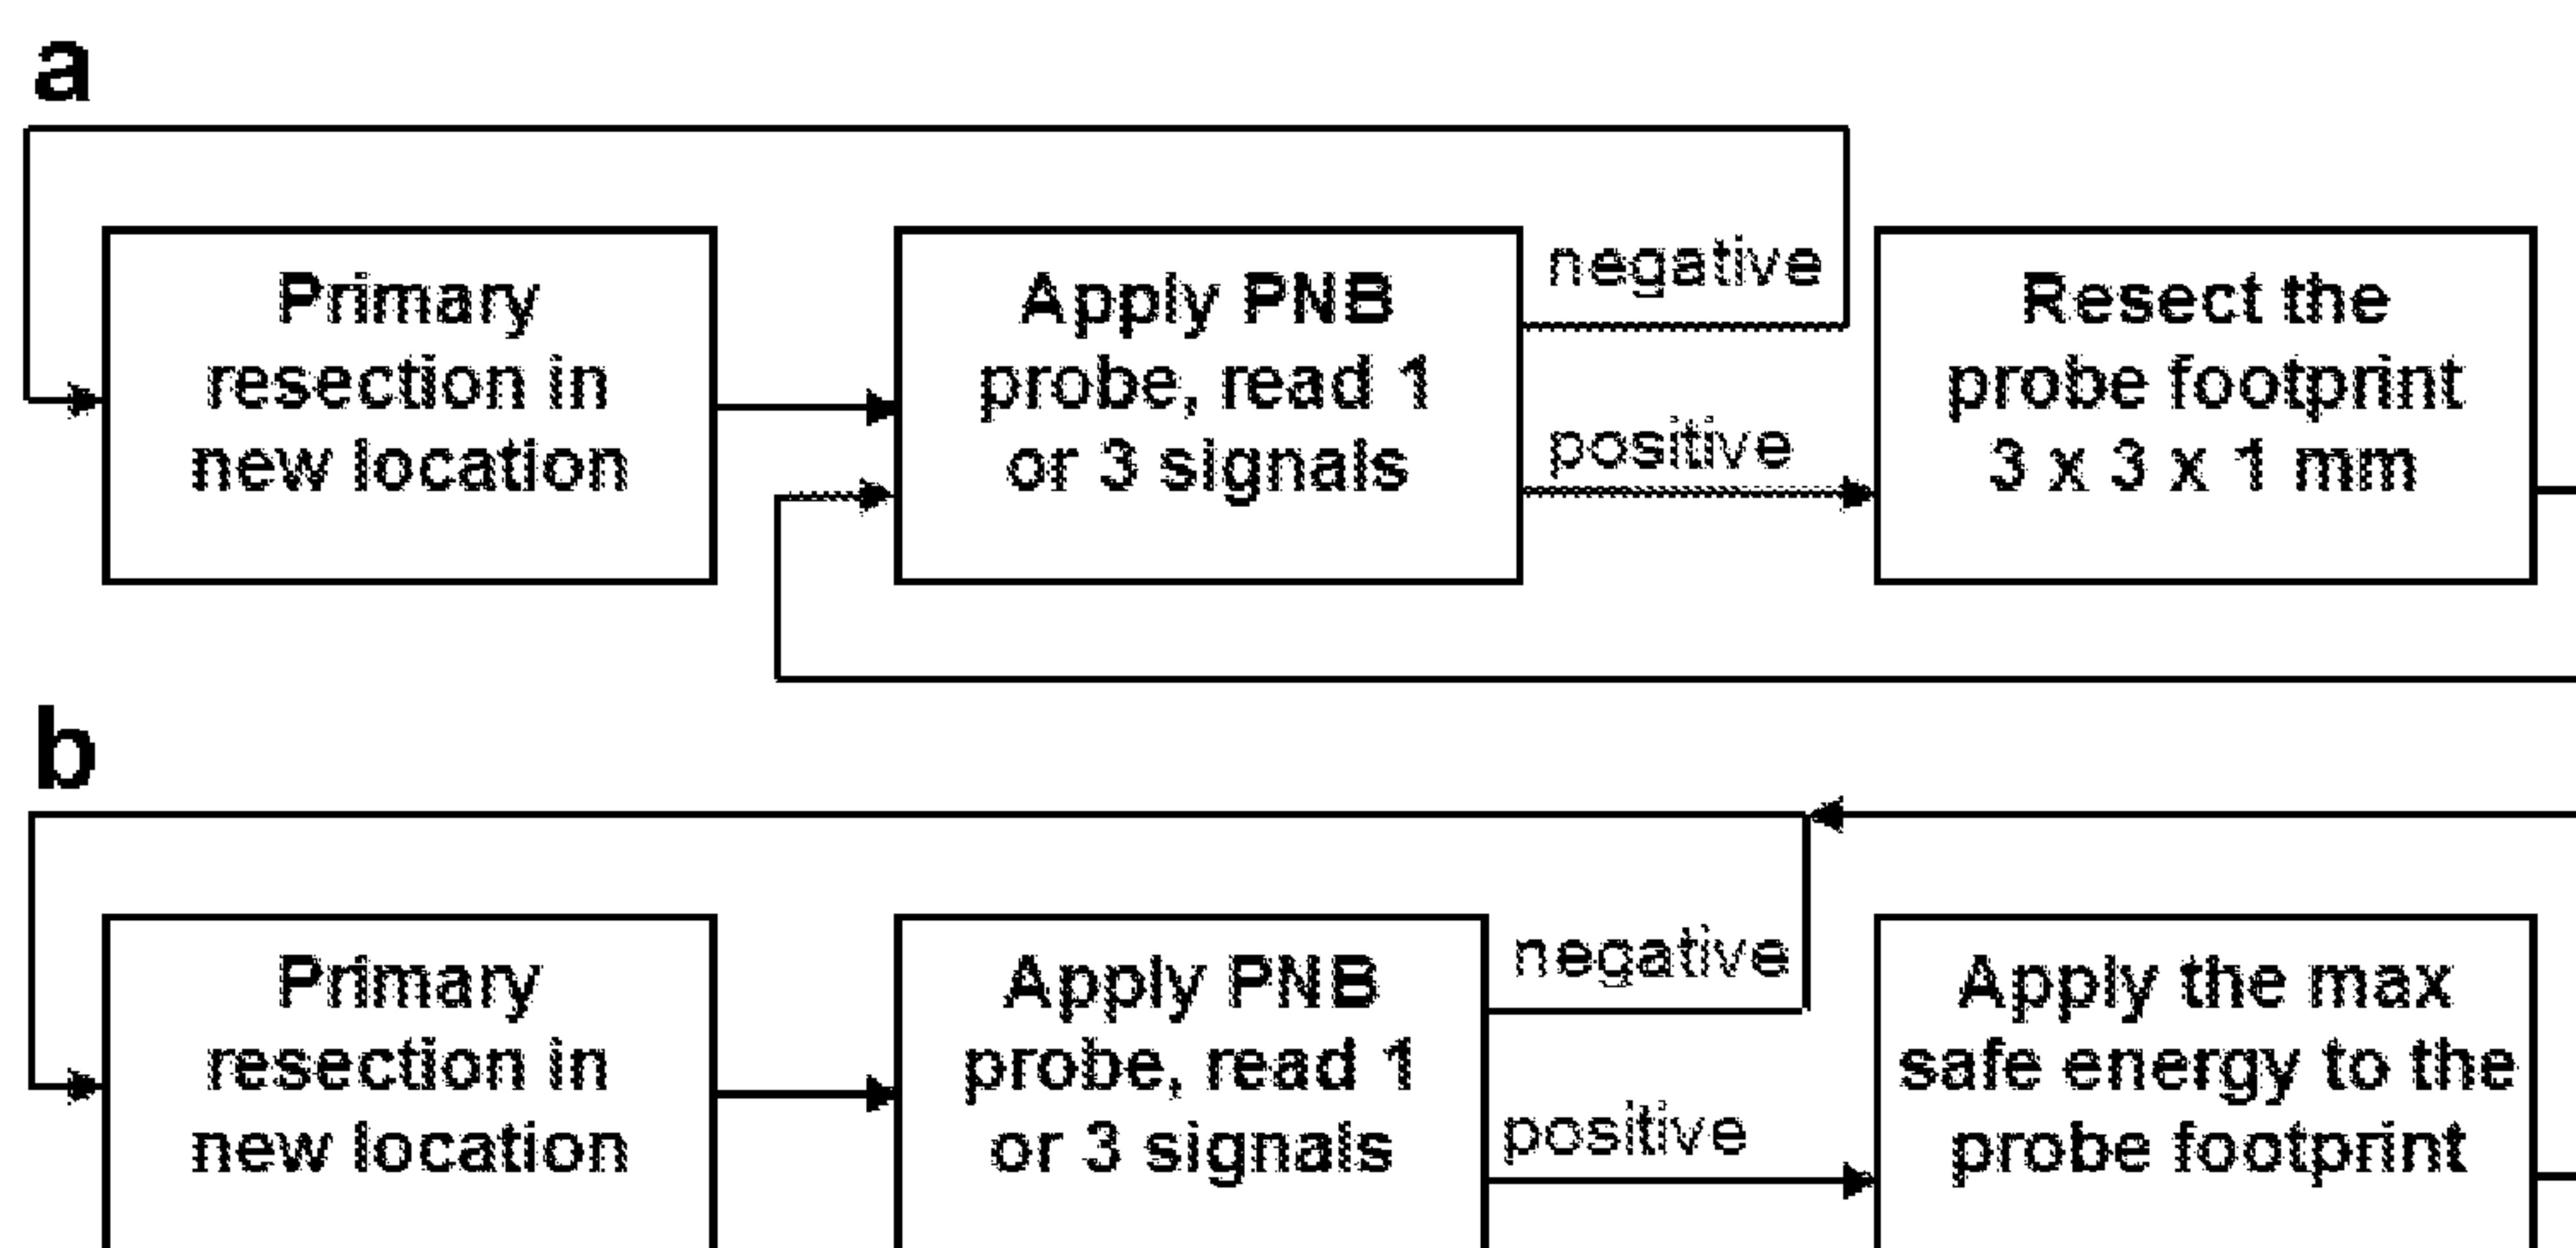 a
Primary
resection in
new location
Apply PNB
probe, read 1
or 3 signals
negative
positive
Resect the
probe footprint
3 x 3 x 1 mm
b
Primary
resection in
new location
Apply PNB
probe, read 1
or 3 signals
negative
positive
Apply the max
safe energy to the
probe footprint